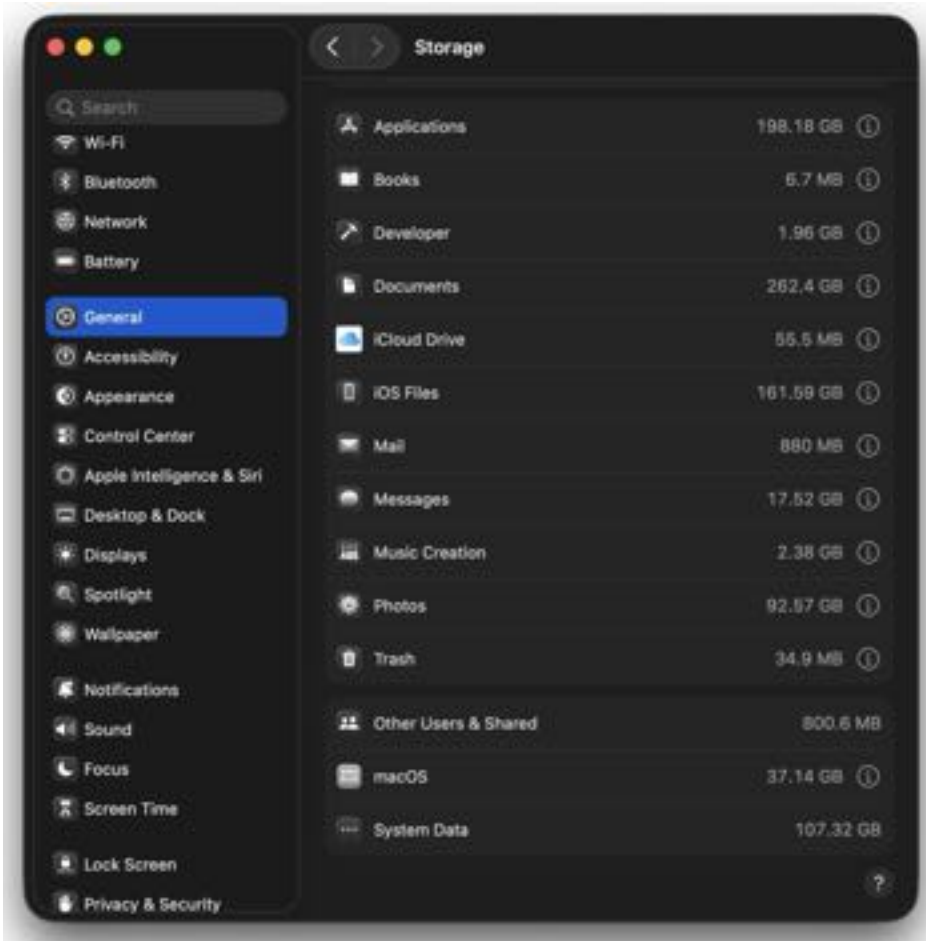 Storage
Search
Wi-Fi
Bluetooth
Network
Battery
General
Accessibility
Appearance
Control Center
Apple Intelligence & Siri
Desktop & Dock
Displays
Spotlight
Wallpaper
Notifications
Sound
Focus
Screen Time
Lock Screen
Privacy & Security
Applications 198.18 GB
Books 6.7 MB
Developer 1.96 GB
Documents 262.4 GB
iCloud Drive 55.5 MB
iOS Files 161.59 GB
Mail 880 MB
Messages 17.52 GB
Music Creation 2.38 GB
Photos 92.57 GB
Trash 34.9 MB
Other Users & Shared 800.6 MB
macOS 37.14 GB
System Data 107.32 GB
?